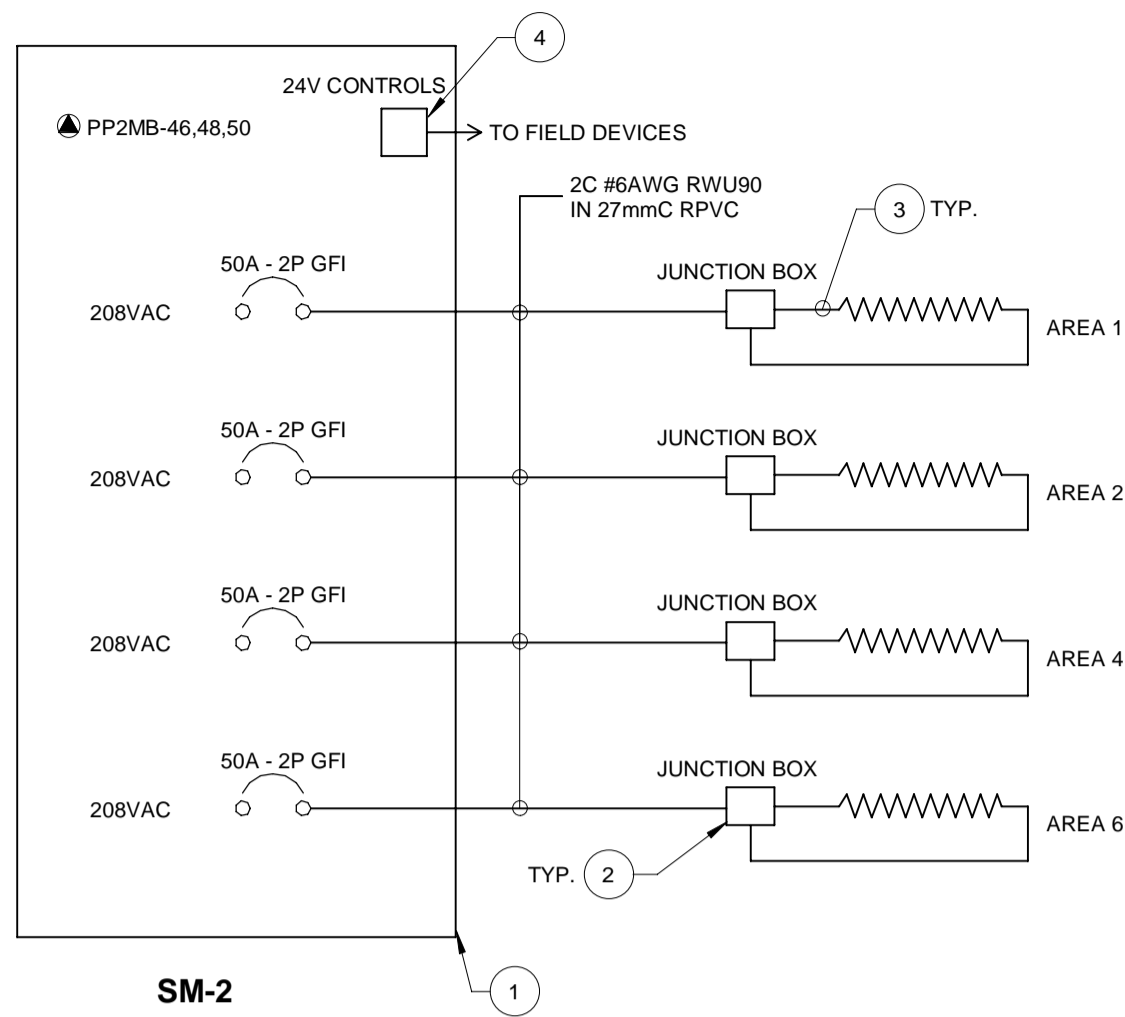 4
24V CONTROLS
PP2MB-46,48,50
TO FIELD DEVICES
2C #6AWG RWU90
IN 27mmC RPVC
3 TYP.
50A - 2P GFI
JUNCTION BOX
208VAC
AREA 1
50A - 2P GFI
JUNCTION BOX
208VAC
AREA 2
50A - 2P GFI
JUNCTION BOX
208VAC
AREA 4
50A - 2P GFI
JUNCTION BOX
208VAC
AREA 6
TYP. 2
SM-2
1